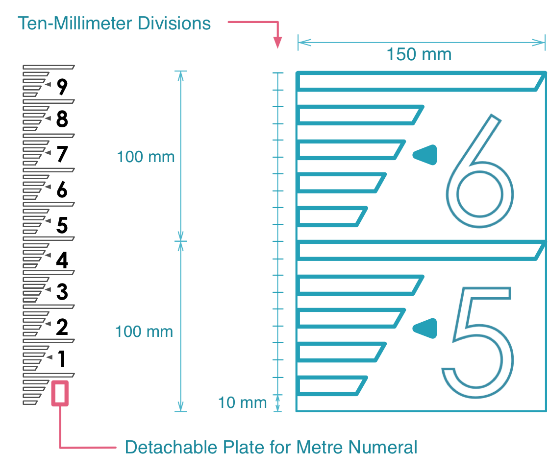 Ten-Millimeter Divisions
150 mm
9
8
7
6
5
4
3
2
1
100 mm
100 mm
10 mm
6
5
Detachable Plate for Metre Numeral